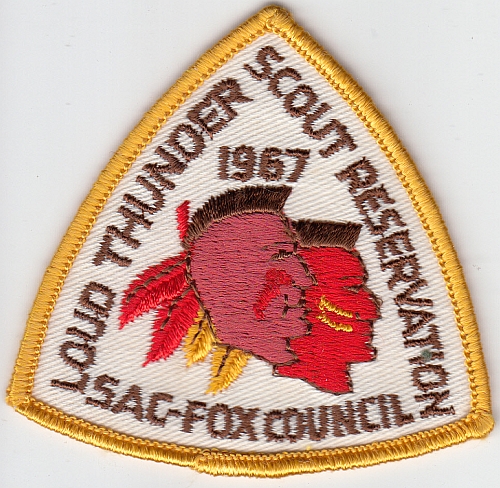 LOUD THUNDER SCOUT RESERVATION
1967
SAC-FOX COUNCIL